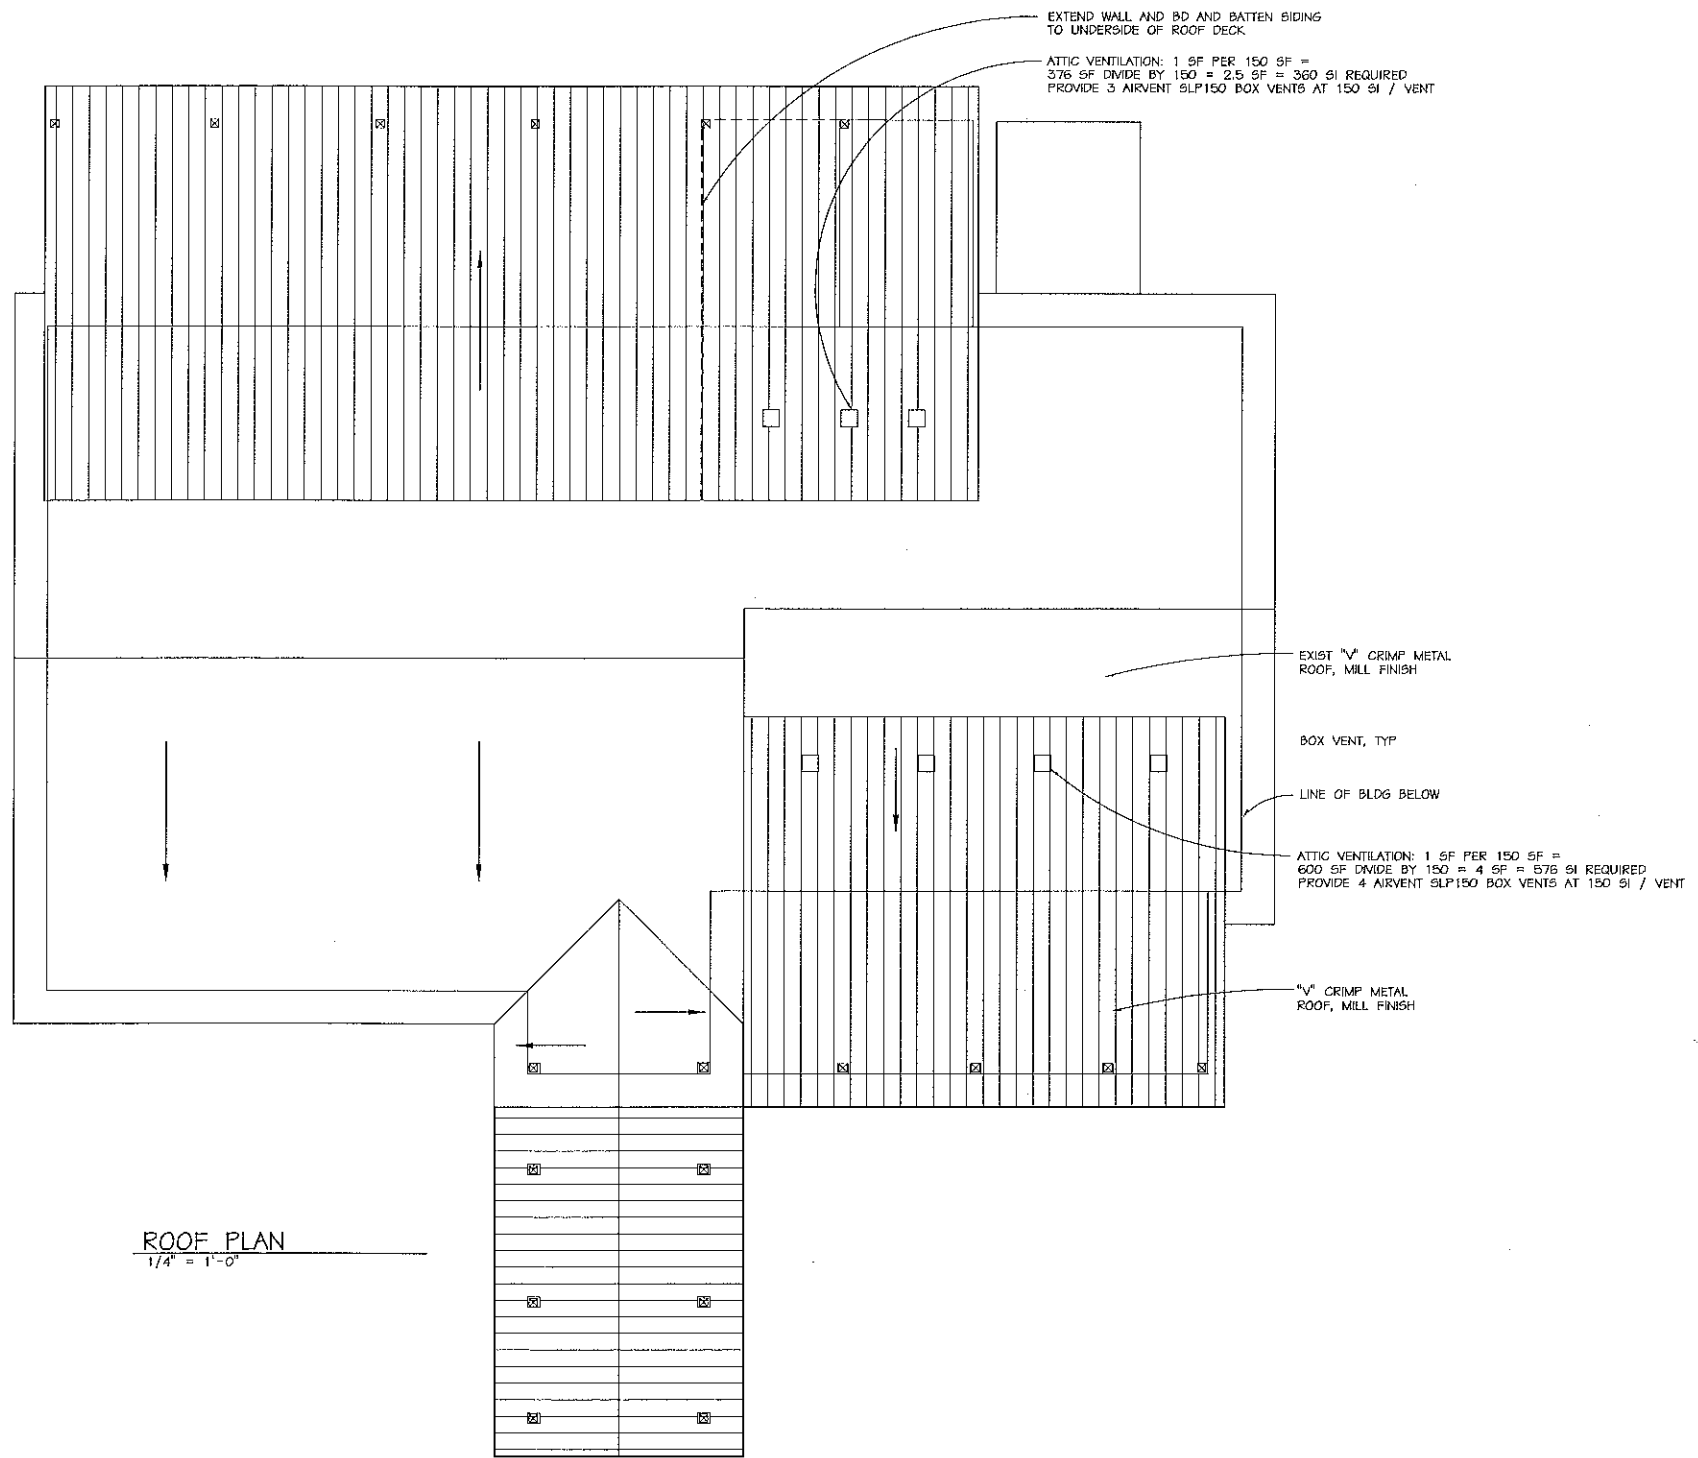 EXTEND WALL AND BD AND BATTEN SIDING
TO UNDERSIDE OF ROOF DECK
ATTIC VENTILATION: 1 SF PER 150 SF =
376 SF DIVIDE BY 150 = 2.5 SF = 360 SI REQUIRED
PROVIDE 3 AIRVENT SLP150 BOX VENTS AT 150 SI / VENT
EXIST "V" CRIMP METAL
ROOF, MILL FINISH
BOX VENT, TYP
LINE OF BLDG BELOW
ATTIC VENTILATION: 1 SF PER 150 SF =
600 SF DIVIDE BY 150 = 4 SF = 576 SI REQUIRED
PROVIDE 4 AIRVENT SLP150 BOX VENTS AT 150 SI / VENT
"V" CRIMP METAL
ROOF, MILL FINISH
ROOF PLAN
1/4" = 1'-0"